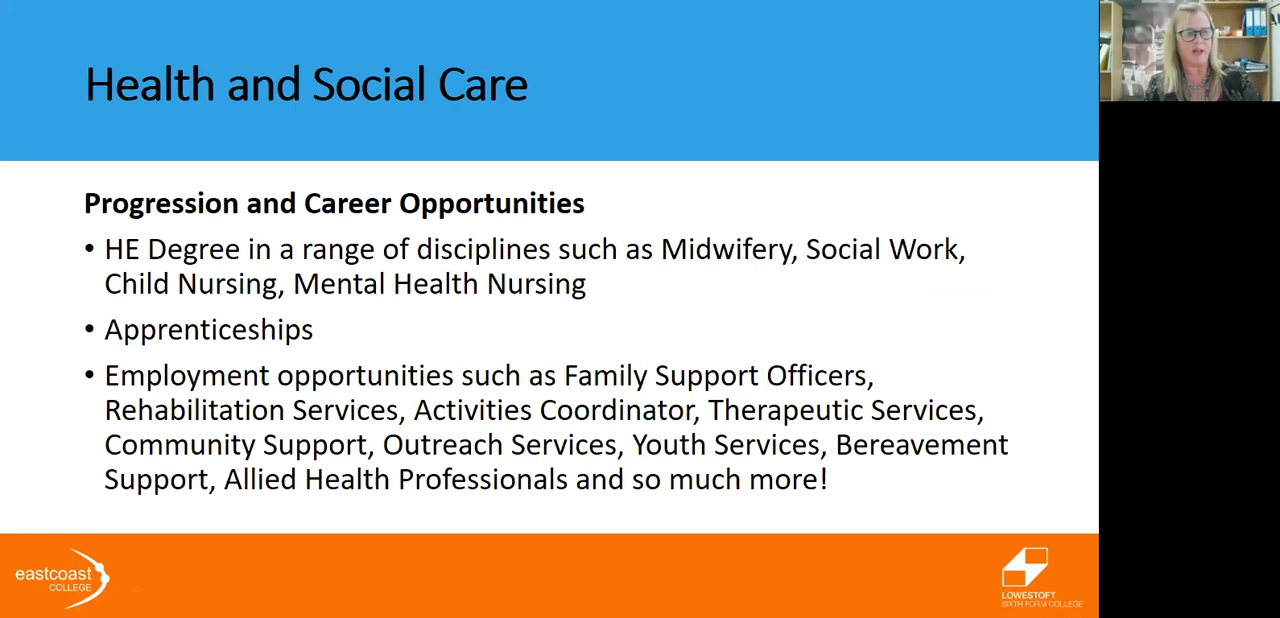 Health and Social Care
Progression and Career Opportunities
• HE Degree in a range of disciplines such as Midwifery, Social Work,
Child Nursing, Mental Health Nursing
• Apprenticeships
• Employment opportunities such as Family Support Officers,
Rehabilitation Services, Activities Coordinator, Therapeutic Services,
Community Support, Outreach Services, Youth Services, Bereavement
Support, Allied Health Professionals and so much more!
eastcoast
COLLEGE
LOWESTOFT
SIXTH FORM COLLEGE